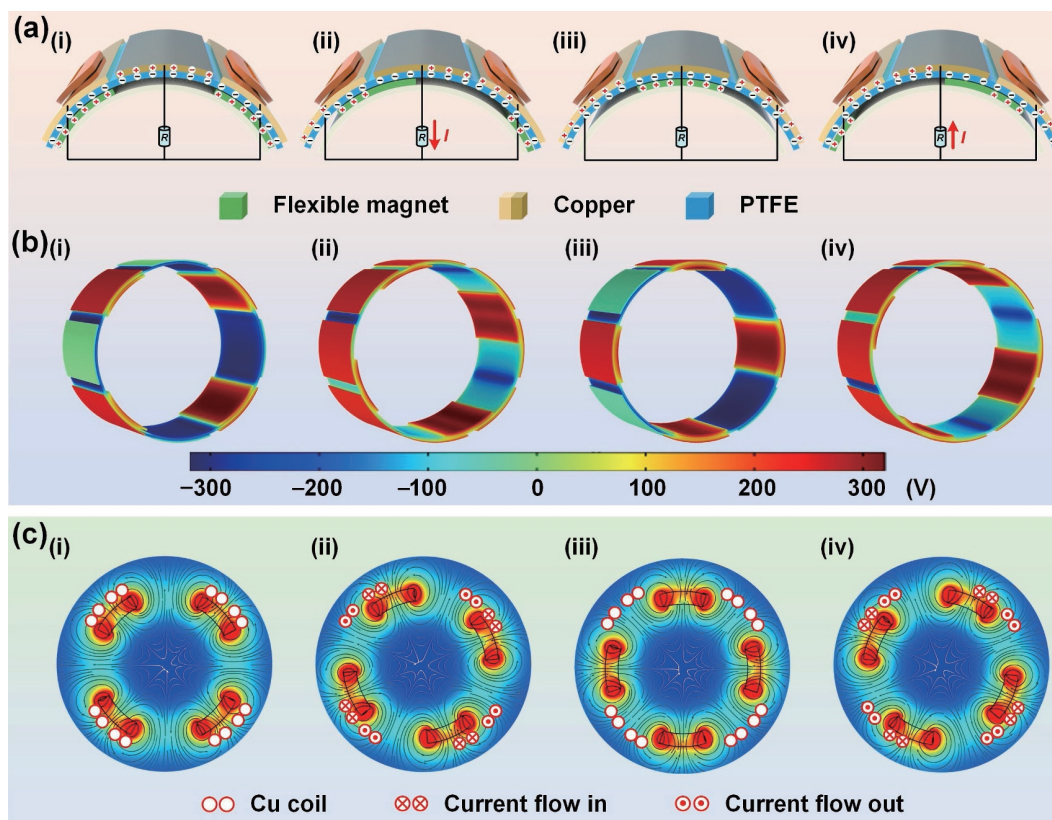 (a) (i) (ii) (iii) (iv)
R R I R R I
Flexible magnet Copper PTFE
(b) (i) (ii) (iii) (iv)
−300 −200 −100 0 100 200 300 (V)
(c) (i) (ii) (iii) (iv)
Cu coil Current flow in Current flow out